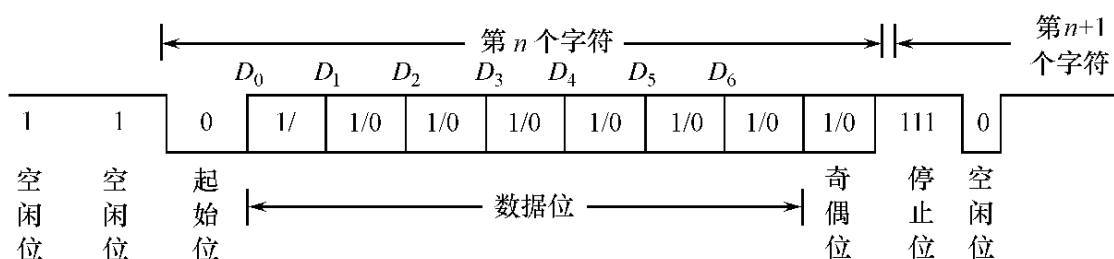 第 n 个字符
第n+1
个字符
D0 D1 D2 D3 D4 D5 D6
1 1 0 1/ 1/0 1/0 1/0 1/0 1/0 1/0 1/0 111 0
空闲位 空闲位 起始位 数据位 奇偶位 停止位 空闲位